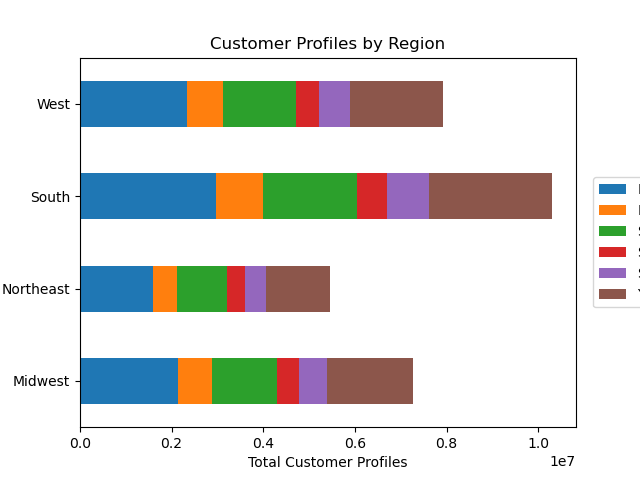 Customer Profiles by Region
West
South
Northeast
Midwest
0.0 0.2 0.4 0.6 0.8 1.0
1e7
Total Customer Profiles